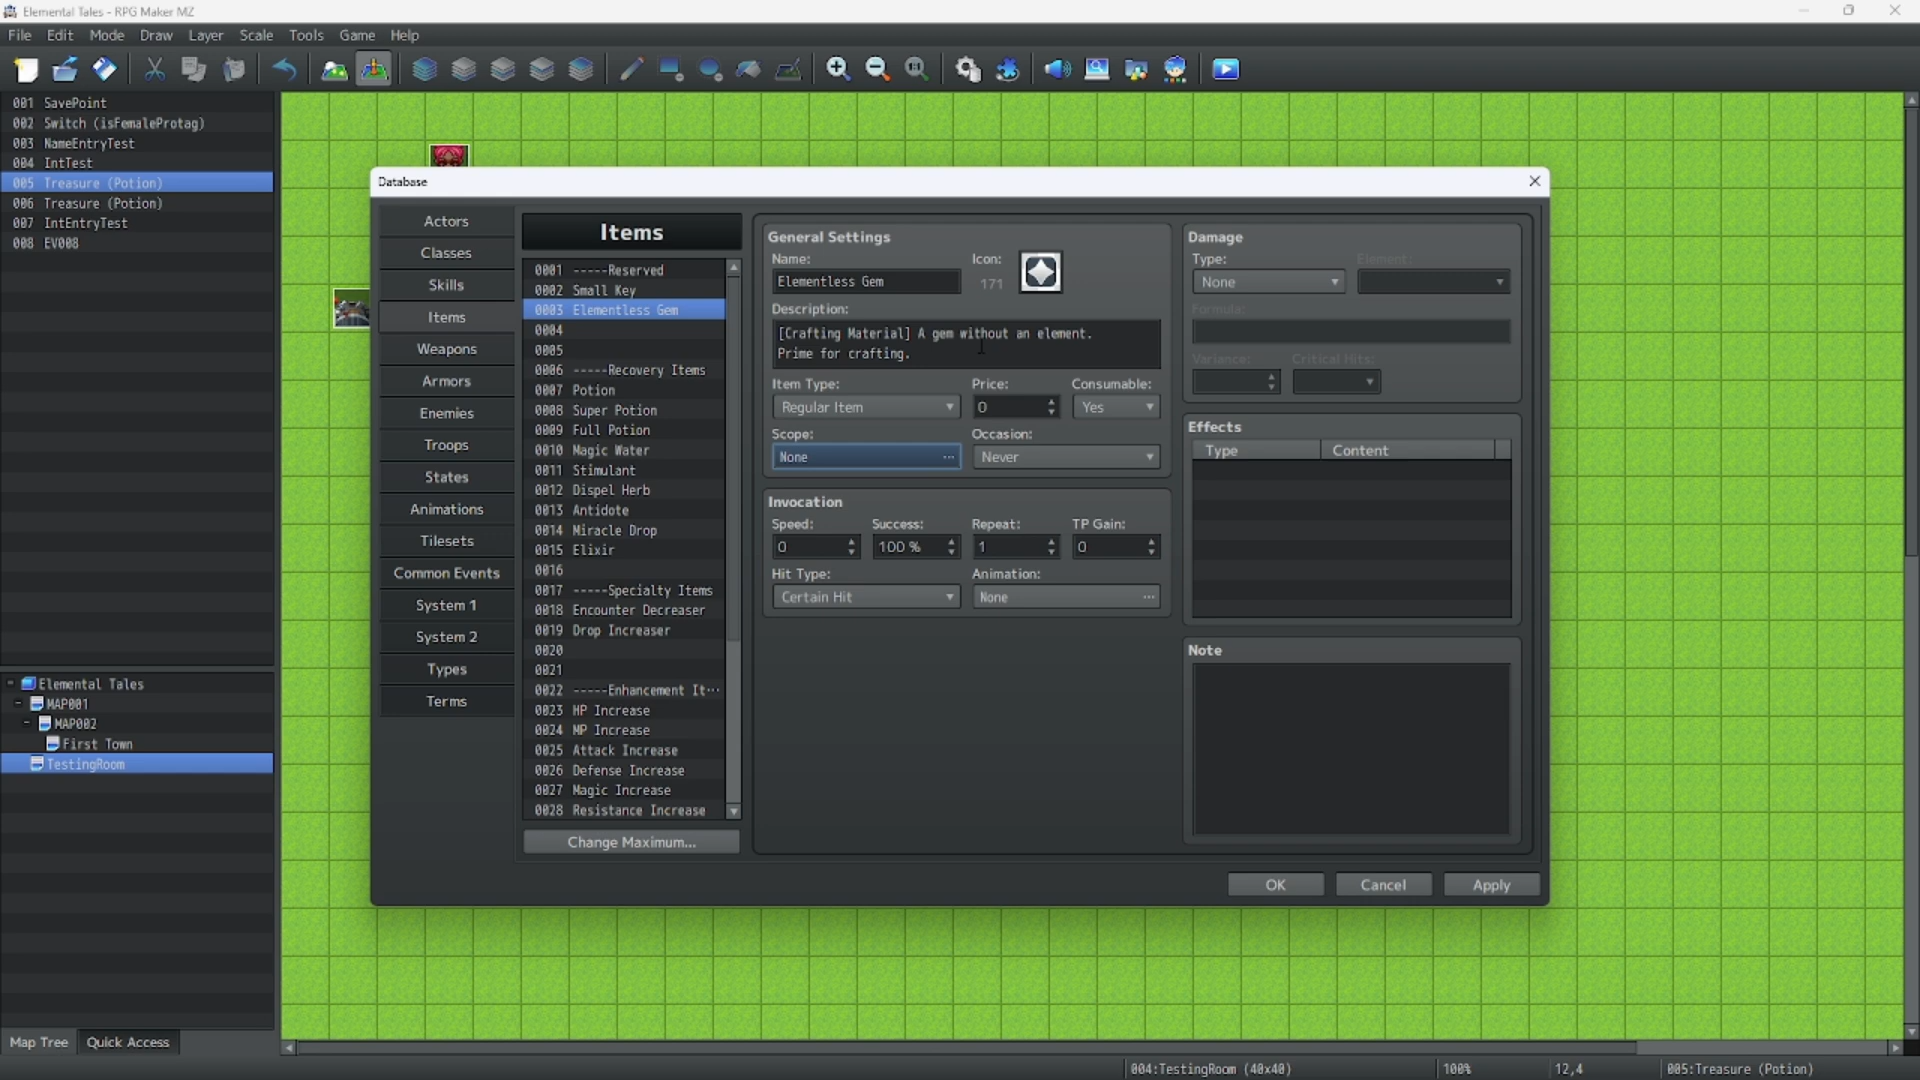 Elemental Tales - RPG Maker MZ
File Edit Mode Draw Layer Scale Tools Game Help
001 SavePoint
002 Switch (isFemaleProtag)
003 NameEntryTest
004 IntTest
005 Treasure (Potion)
006 Treasure (Potion)
007 IntEntryTest
008 EV008
Elemental Tales
MAP001
MAP002
First Town
TestingRoom
Map Tree Quick Access
Database
Actors
Classes
Skills
Items
Weapons
Armors
Enemies
Troops
States
Animations
Tilesets
Common Events
System 1
System 2
Types
Terms
Items
0001 -----Reserved
0002 Small Key
0003 Elementless Gem
0004
0005
0006 -----Recovery Items
0007 Potion
0008 Super Potion
0009 Full Potion
0010 Magic Water
0011 Stimulant
0012 Dispel Herb
0013 Antidote
0014 Miracle Drop
0015 Elixir
0016
0017 -----Specialty Items
0018 Encounter Decreaser
0019 Drop Increaser
0020
0021
0022 -----Enhancement It…
0023 HP Increase
0024 MP Increase
0025 Attack Increase
0026 Defense Increase
0027 Magic Increase
0028 Resistance Increase
Change Maximum...
General Settings
Name: Icon:
Elementless Gem 171
Description:
[Crafting Material] A gem without an element.
Prime for crafting.
Item Type: Price: Consumable:
Regular Item 0 Yes
Scope: Occasion:
None ... Never
Invocation
Speed: Success: Repeat: TP Gain:
0 100 % 1 0
Hit Type: Animation:
Certain Hit None ...
Damage
Type: Element:
None
Formula:
Variance: Critical Hits:
Effects
Type Content
Note
OK Cancel Apply
004:TestingRoom (40x40) 100% 12,4 005:Treasure (Potion)